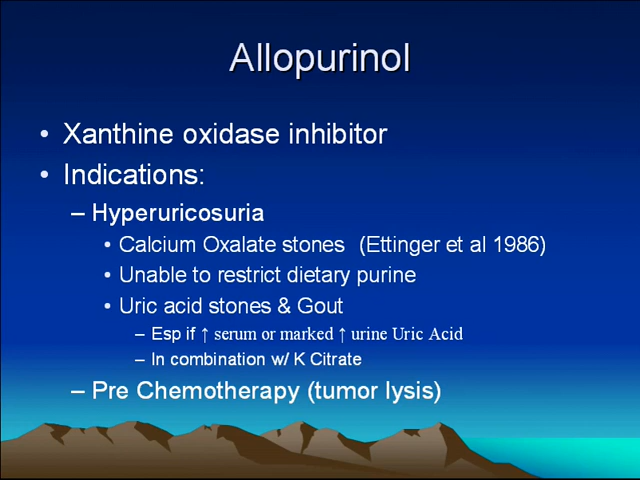 Allopurinol
• Xanthine oxidase inhibitor
• Indications:
– Hyperuricosuria
• Calcium Oxalate stones (Ettinger et al 1986)
• Unable to restrict dietary purine
• Uric acid stones & Gout
– Esp if ↑ serum or marked ↑ urine Uric Acid
– In combination w/ K Citrate
– Pre Chemotherapy (tumor lysis)